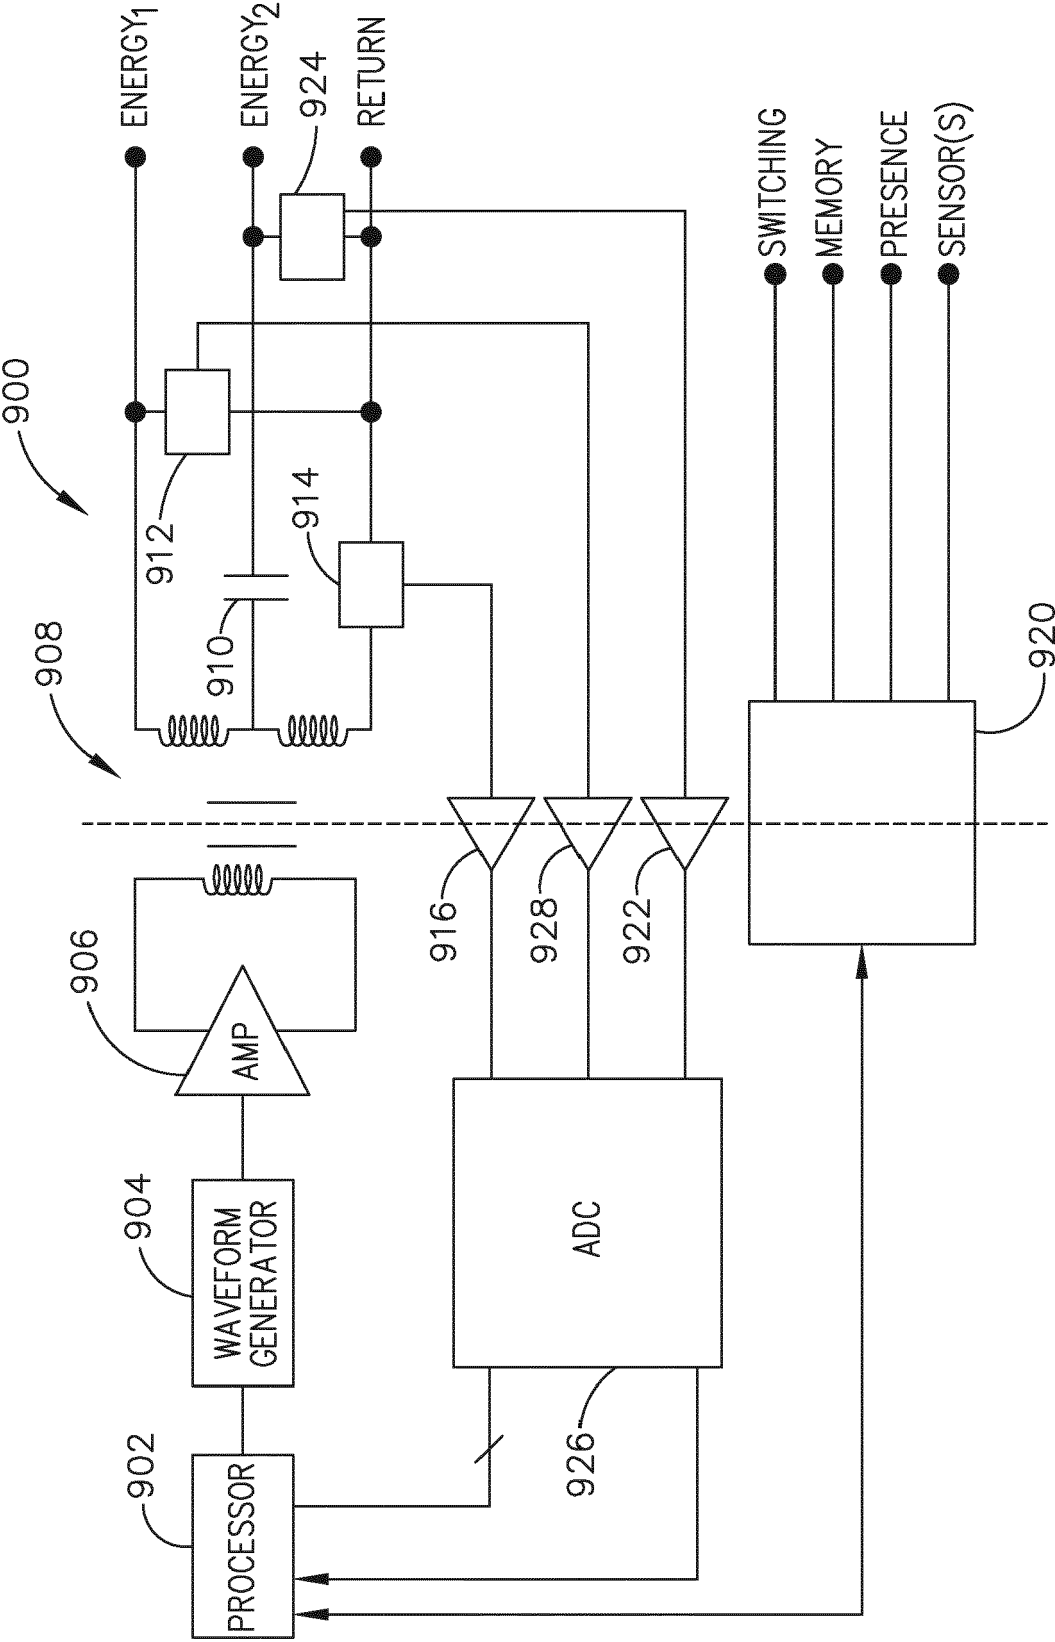 900
908
ENERGY1
ENERGY2
924
RETURN
912
910
914
906
AMP
904
WAVEFORM
GENERATOR
902
PROCESSOR
916
928
922
ADC
926
SWITCHING
MEMORY
PRESENCE
SENSOR(S)
920